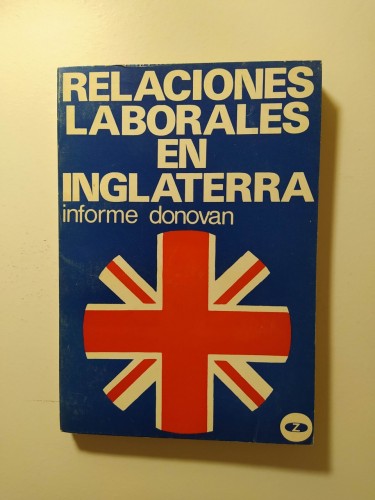 RELACIONES
LABORALES
EN
INGLATERRA
informe donovan
Z